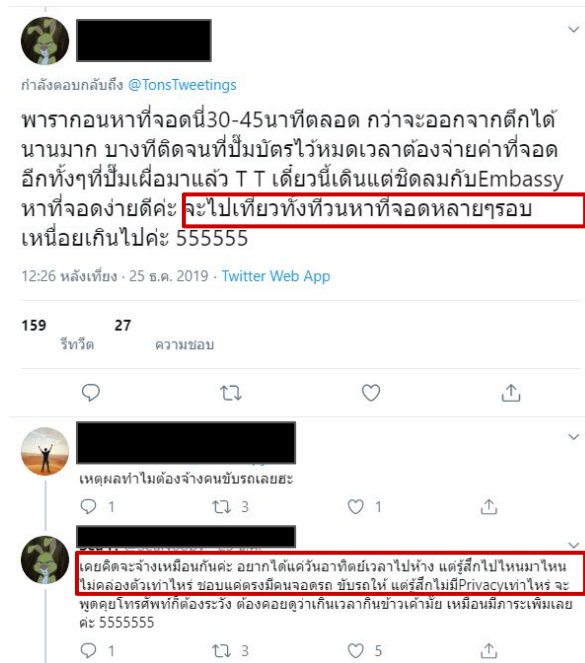 กำลังตอบกลับถึง @TonsTweetings
พารากอนหาที่จอดนี่30-45นาทีตลอด กว่าจะออกจากตึกได้
นานมาก บางทีติดจนที่ปั๊มบัตรไว้หมดเวลาต้องจ่ายค่าที่จอด
อีกทั้งๆที่ปั๊มเผื่อมาแล้ว T T เดี๋ยวนี้เดินแต่ชิดลมกับEmbassy
หาที่จอดง่ายดีค่ะ จะไปเที่ยวทั้งทีวนหาที่จอดหลายๆรอบ
เหนื่อยเกินไปค่ะ 555555
12:26 หลังเที่ยง · 25 ธ.ค. 2019 · Twitter Web App
159 27
รีทวีต ความชอบ
เหตุผลทำไมต้องจ้างคนขับรถเลยฮะ
1 3 1
เคยคิดจะจ้างเหมือนกันค่ะ อยากได้แค่วันอาทิตย์เวลาไปห้าง แต่รู้สึกไปไหนมาไหน
ไม่คล่องตัวเท่าไหร่ ชอบแค่ตรงมีคนจอดรถ ขับรถให้ แต่รู้สึกไม่มีPrivacyเท่าไหร่ จะ
พูดคุยโทรศัพท์ก็ต้องระวัง ต้องคอยดูว่าเกินเวลากินข้าวเค้ามั้ย เหมือนมีภาระเพิ่มเลย
ค่ะ 5555555
1 3 5